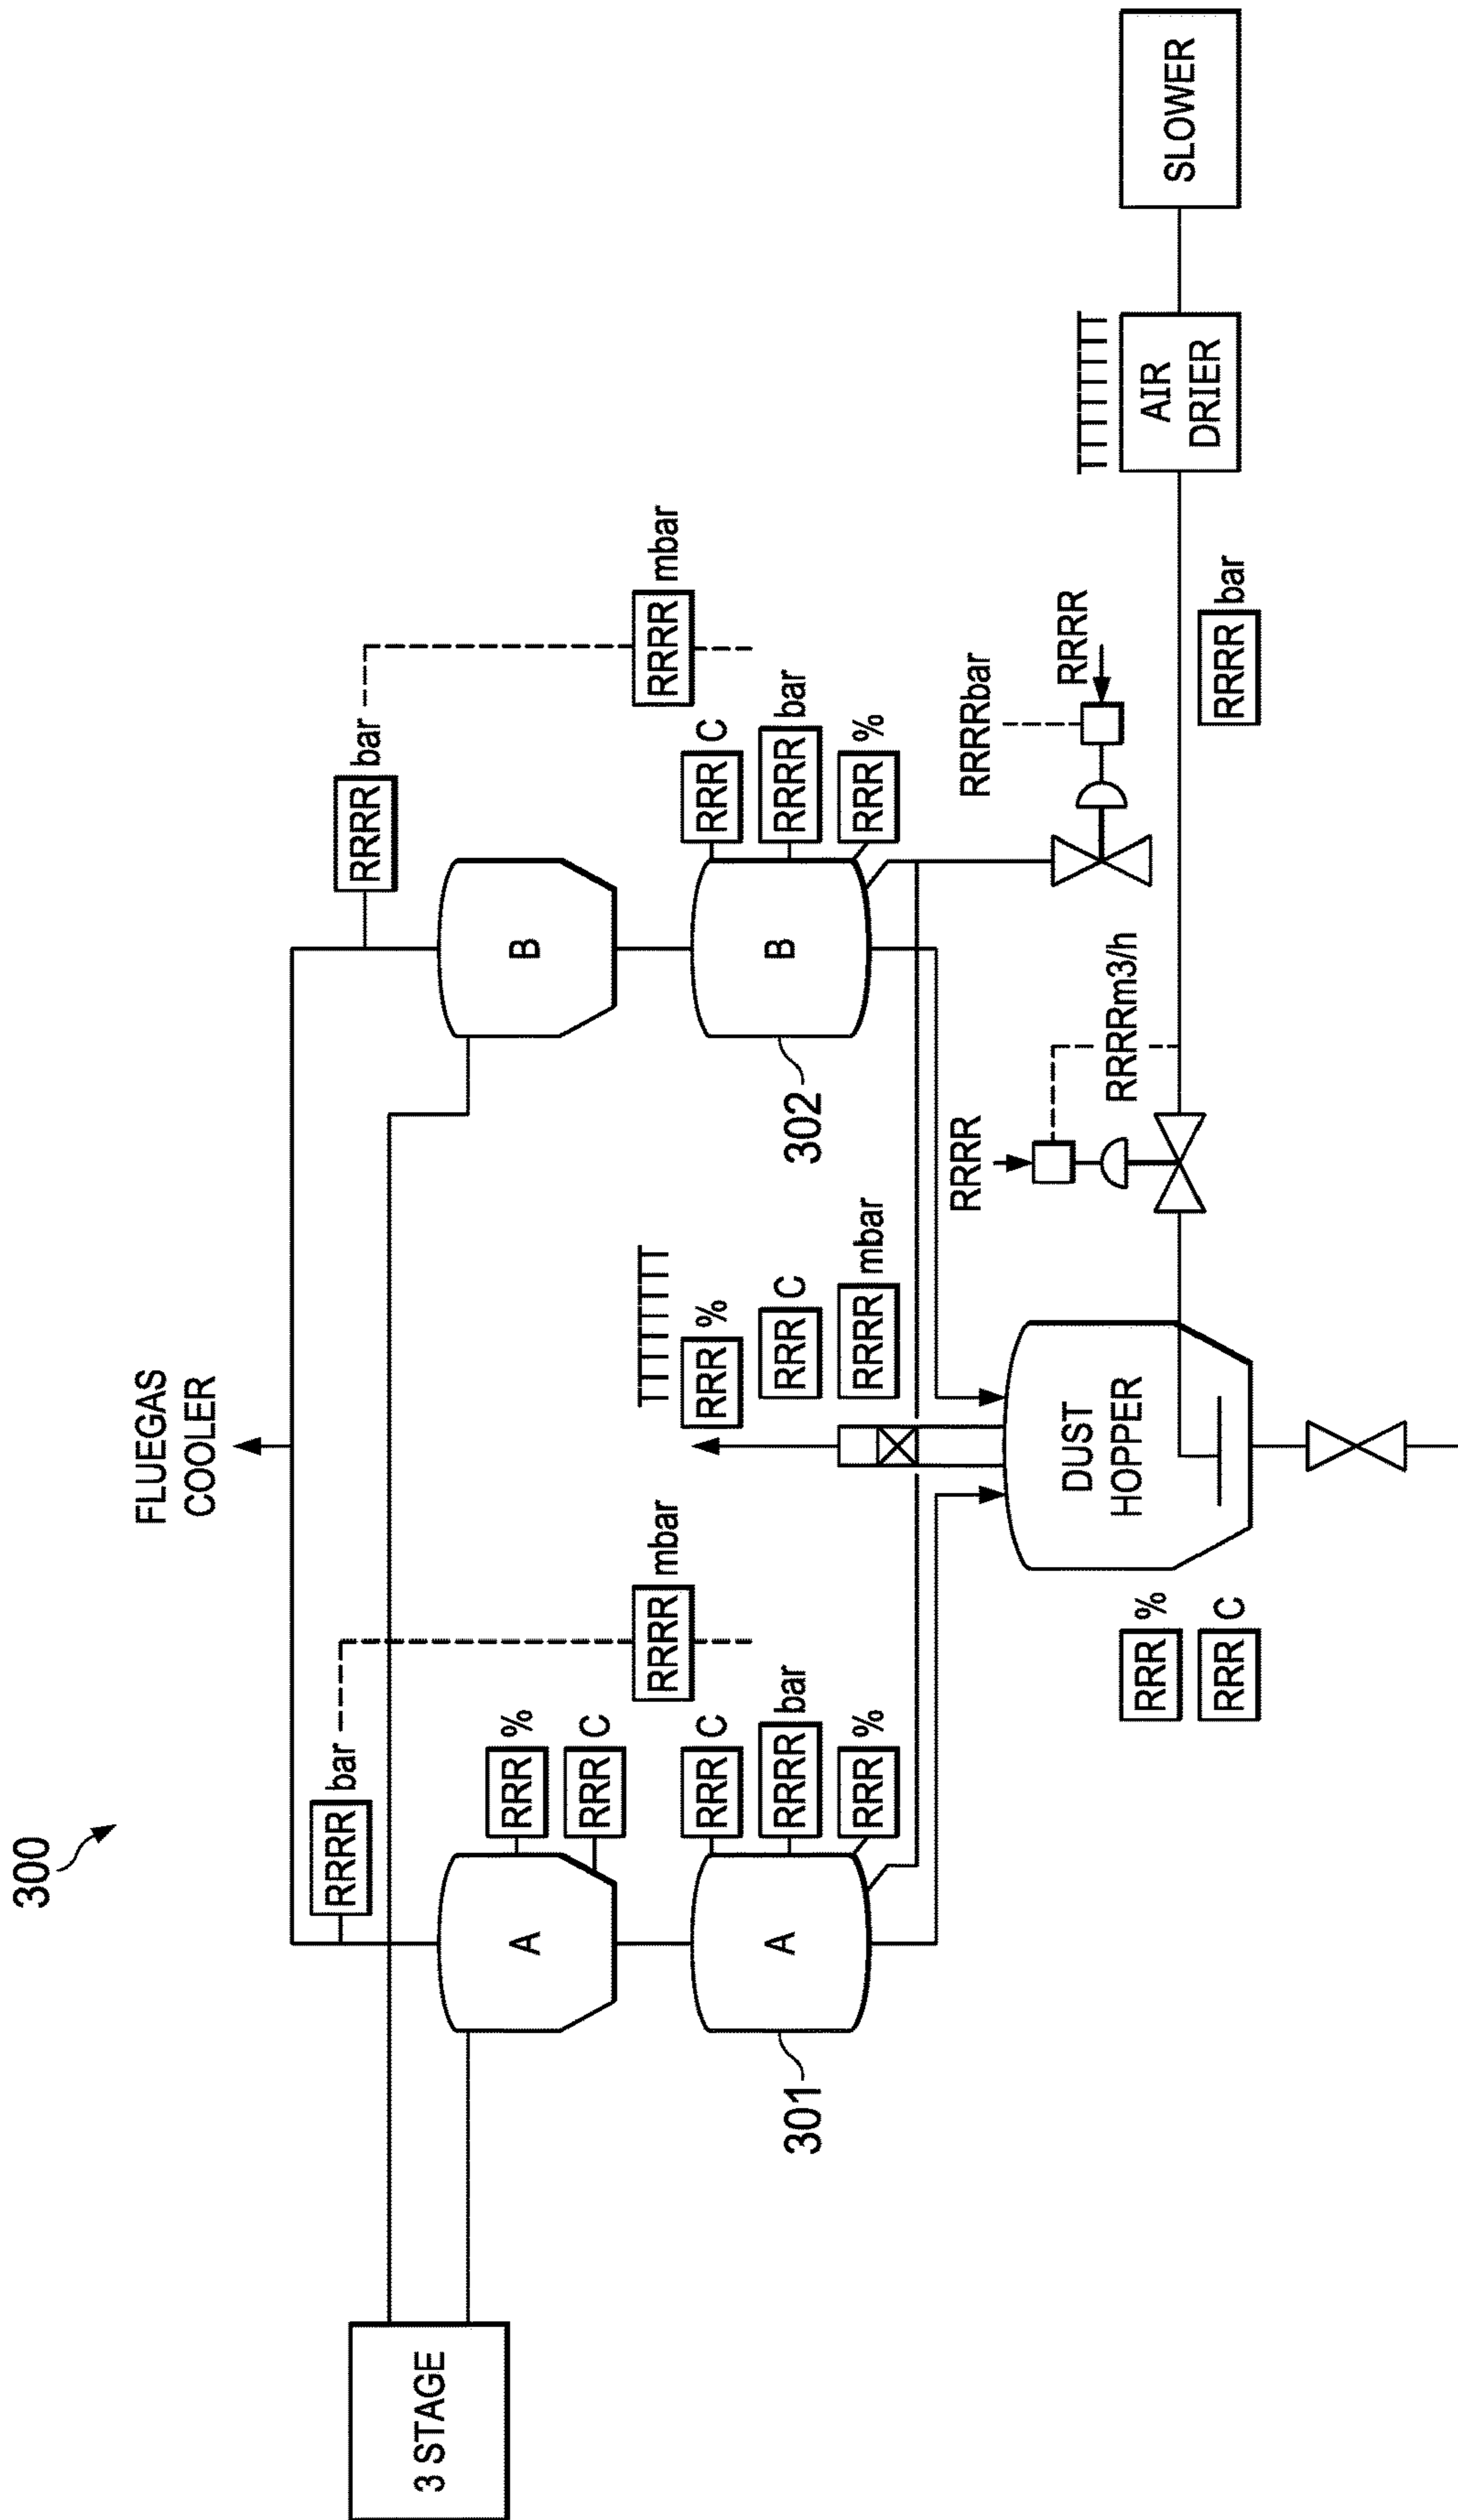 300
FLUEGAS
COOLER
RRRR bar
RRRR bar
3 STAGE
A
RRR %
RRR C
B
RRRR mbar
RRRR mbar
301
A
RRR C
RRRR bar
RRR %
TTTTTTTT
RRR %
RRR C
RRRR mbar
302
B
RRR C
RRRR bar
RRR %
RRRR
RRRRm3/h
RRRRbar
RRRR
RRR %
RRR C
DUST
HOPPER
RRRR bar
TTTTTTTT
AIR
DRIER
SLOWER